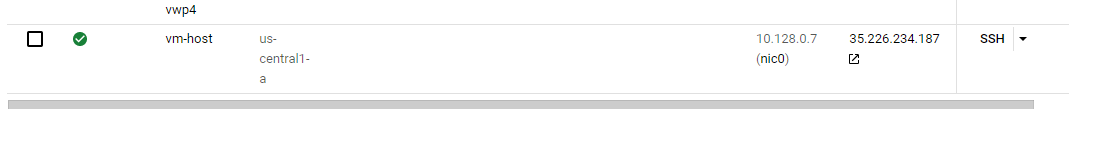 vwp4
vm-host us- 10.128.0.7 35.226.234.187 SSH
central1- (nic0)
a